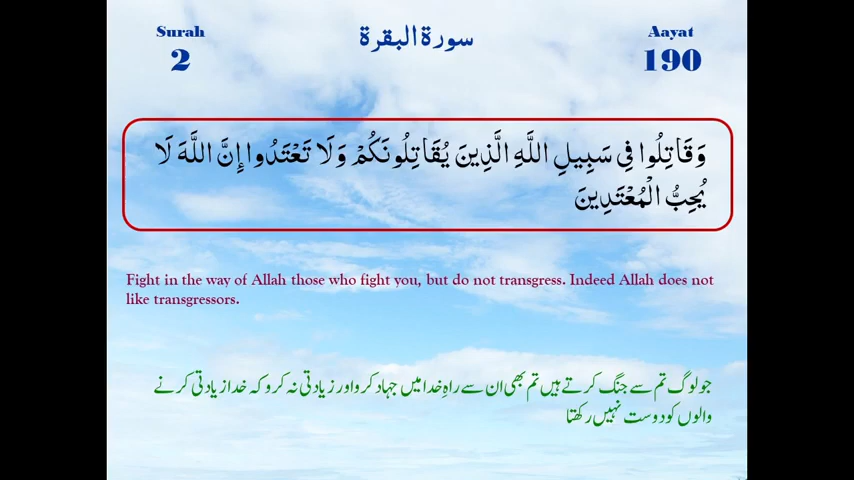 Surah
سورة البقرة
Aayat
2
190
وَقَاتِلُوا فِي سَبِيلِ اللَّهِ الَّذِينَ يُقَاتِلُونَكُمْ وَلَا تَعْتَدُوا إِنَّ اللَّهَ لَا
يُحِبُّ الْمُعْتَدِينَ
Fight in the way of Allah those who fight you, but do not transgress. Indeed Allah does not
like transgressors.
جو لوگ تم سے جنگ کرتے ہیں تم بھی ان سے راہِ خدا میں جہاد کرو اور زیادتی نہ کرو کہ خدا زیادتی کرنے
والوں کو دوست نہیں رکھتا